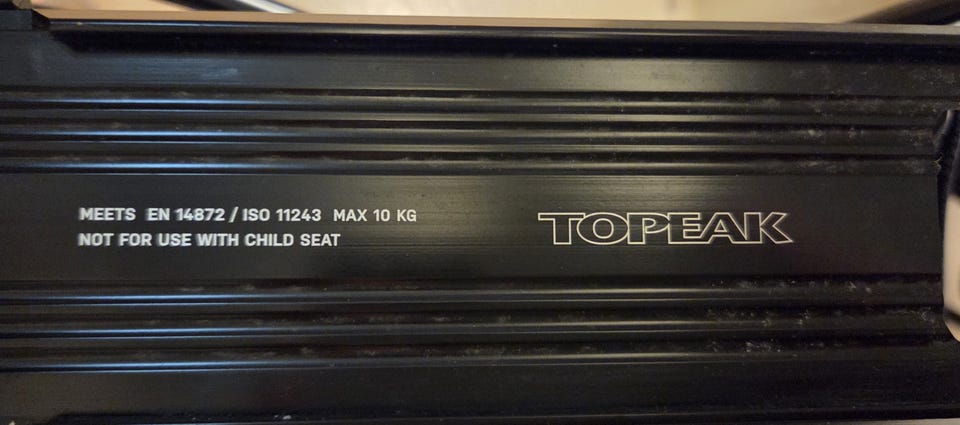 MEETS EN 14872 / ISO 11243 MAX 10 KG
NOT FOR USE WITH CHILD SEAT
TOPEAK